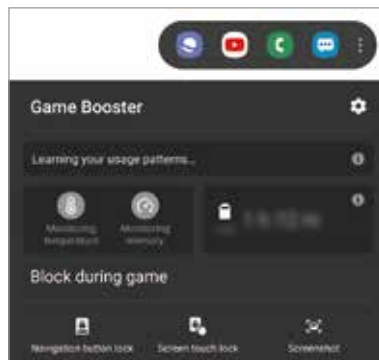 Game Booster
Learning your usage patterns...
Monitoring Monitoring
temperature memory
Block during game
Navigation button lock Screen touch lock Screenshot